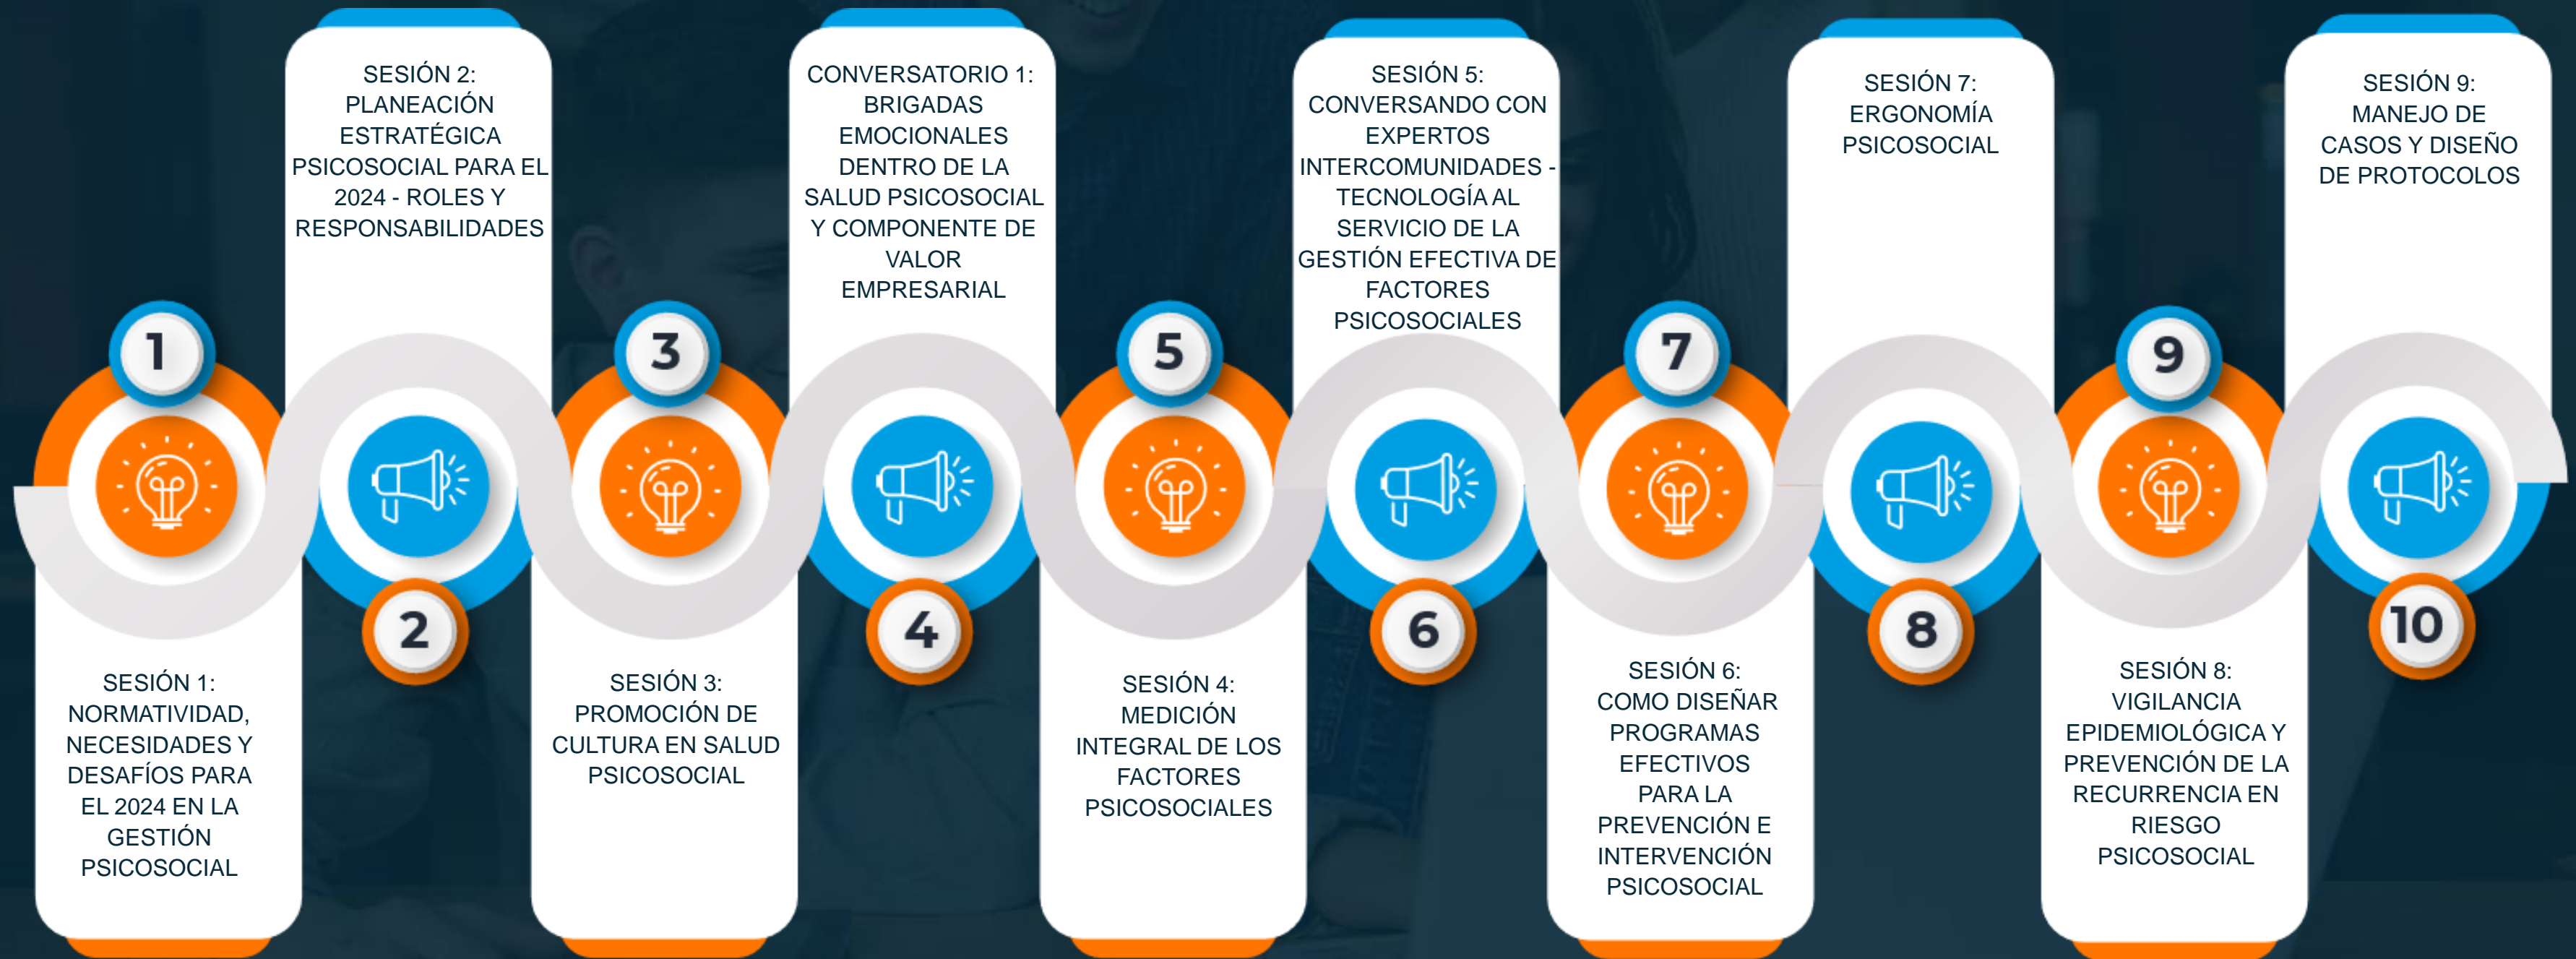 1
SESIÓN 1:
NORMATIVIDAD,
NECESIDADES Y
DESAFÍOS PARA
EL 2024 EN LA
GESTIÓN
PSICOSOCIAL
SESIÓN 2:
PLANEACIÓN
ESTRATÉGICA
PSICOSOCIAL PARA EL
2024 - ROLES Y
RESPONSABILIDADES
2
3
SESIÓN 3:
PROMOCIÓN DE
CULTURA EN SALUD
PSICOSOCIAL
CONVERSATORIO 1:
BRIGADAS
EMOCIONALES
DENTRO DE LA
SALUD PSICOSOCIAL
Y COMPONENTE DE
VALOR
EMPRESARIAL
4
5
SESIÓN 4:
MEDICIÓN
INTEGRAL DE LOS
FACTORES
PSICOSOCIALES
SESIÓN 5:
CONVERSANDO CON
EXPERTOS
INTERCOMUNIDADES -
TECNOLOGÍA AL
SERVICIO DE LA
GESTIÓN EFECTIVA DE
FACTORES
PSICOSOCIALES
6
7
SESIÓN 6:
COMO DISEÑAR
PROGRAMAS
EFECTIVOS
PARA LA
PREVENCIÓN E
INTERVENCIÓN
PSICOSOCIAL
SESIÓN 7:
ERGONOMÍA
PSICOSOCIAL
8
9
SESIÓN 8:
VIGILANCIA
EPIDEMIOLÓGICA Y
PREVENCIÓN DE LA
RECURRENCIA EN
RIESGO
PSICOSOCIAL
SESIÓN 9:
MANEJO DE
CASOS Y DISEÑO
DE PROTOCOLOS
10